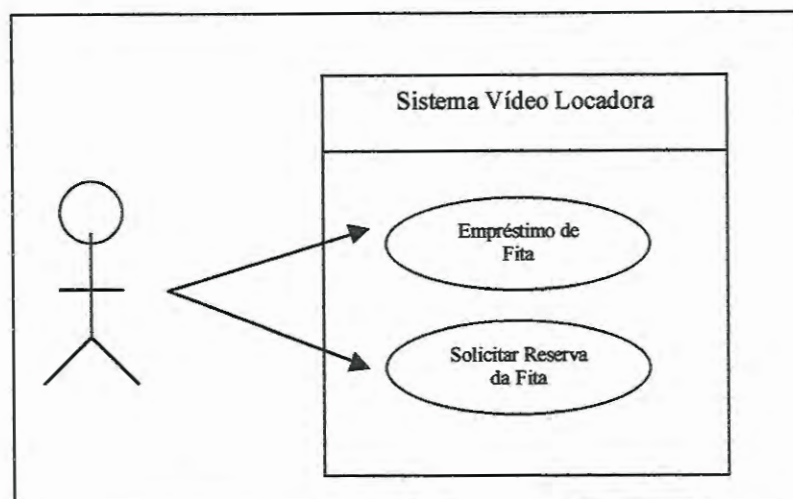 Sistema Vídeo Locadora
Empréstimo de
Fita
Solicitar Reserva
da Fita